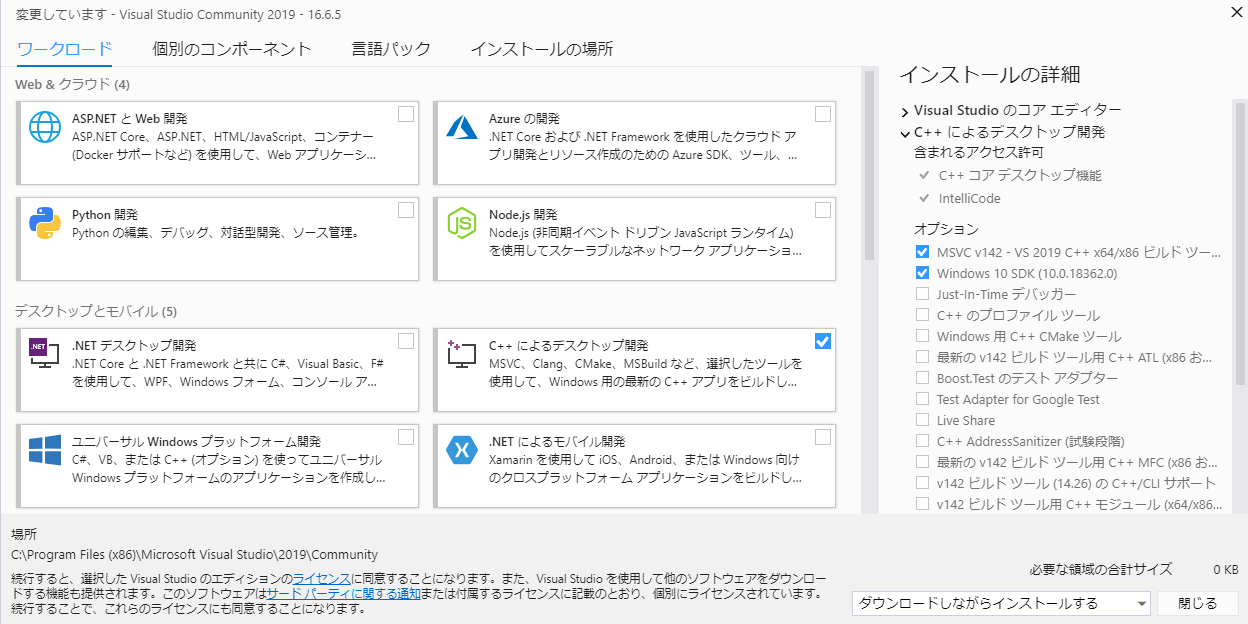 変更しています - Visual Studio Community 2019 - 16.6.5
ワークロード 個別のコンポーネント 言語パック インストールの場所
Web & クラウド (4)
ASP.NET と Web 開発
ASP.NET Core、ASP.NET、HTML/JavaScript、コンテナー
(Docker サポートなど) を使用して、Web アプリケーシ...
Azure の開発
.NET Core および .NET Framework を使用したクラウド ア
プリ開発とリソース作成のための Azure SDK、ツール、...
Python 開発
Python の編集、デバッグ、対話型開発、ソース管理。
Node.js 開発
Node.js (非同期イベント ドリブン JavaScript ランタイム)
を使用してスケーラブルなネットワーク アプリケーショ...
デスクトップとモバイル (5)
.NET
.NET デスクトップ開発
.NET Core と .NET Framework と共に C#、Visual Basic、F#
を使用して、WPF、Windows フォーム、コンソール ア...
C++ によるデスクトップ開発
MSVC、Clang、CMake、MSBuild など、選択したツールを
使用して、Windows 用の最新の C++ アプリをビルドし...
ユニバーサル Windows プラットフォーム開発
C#、VB、または C++ (オプション) を使ってユニバーサル
Windows プラットフォームのアプリケーションを作成し...
.NET によるモバイル開発
Xamarin を使用して iOS、Android、または Windows 向け
のクロスプラットフォーム アプリケーションをビルドし...
インストールの詳細
Visual Studio のコア エディター
C++ によるデスクトップ開発
含まれるアクセス許可
C++ コア デスクトップ機能
IntelliCode
オプション
MSVC v142 - VS 2019 C++ x64/x86 ビルド ツー...
Windows 10 SDK (10.0.18362.0)
Just-In-Time デバッガー
C++ のプロファイル ツール
Windows 用 C++ CMake ツール
最新の v142 ビルド ツール用 C++ ATL (x86 お...
Boost.Test のテスト アダプター
Test Adapter for Google Test
Live Share
C++ AddressSanitizer (試験段階)
最新の v142 ビルド ツール用 C++ MFC (x86 お...
v142 ビルド ツール (14.26) の C++/CLI サポート
v142 ビルド ツール用 C++ モジュール (x64/x86...
場所
C:\Program Files (x86)\Microsoft Visual Studio\2019\Community
続行すると、選択した Visual Studio のエディションのライセンスに同意することになります。また、Visual Studio を使用して他のソフトウェアをダウンロー
ドする機能も提供されます。このソフトウェアはサード パーティに関する通知または付属するライセンスに記載のとおり、個別にライセンスされています。
続行することで、これらのライセンスにも同意することになります。
必要な領域の合計サイズ 0 KB
ダウンロードしながらインストールする 閉じる